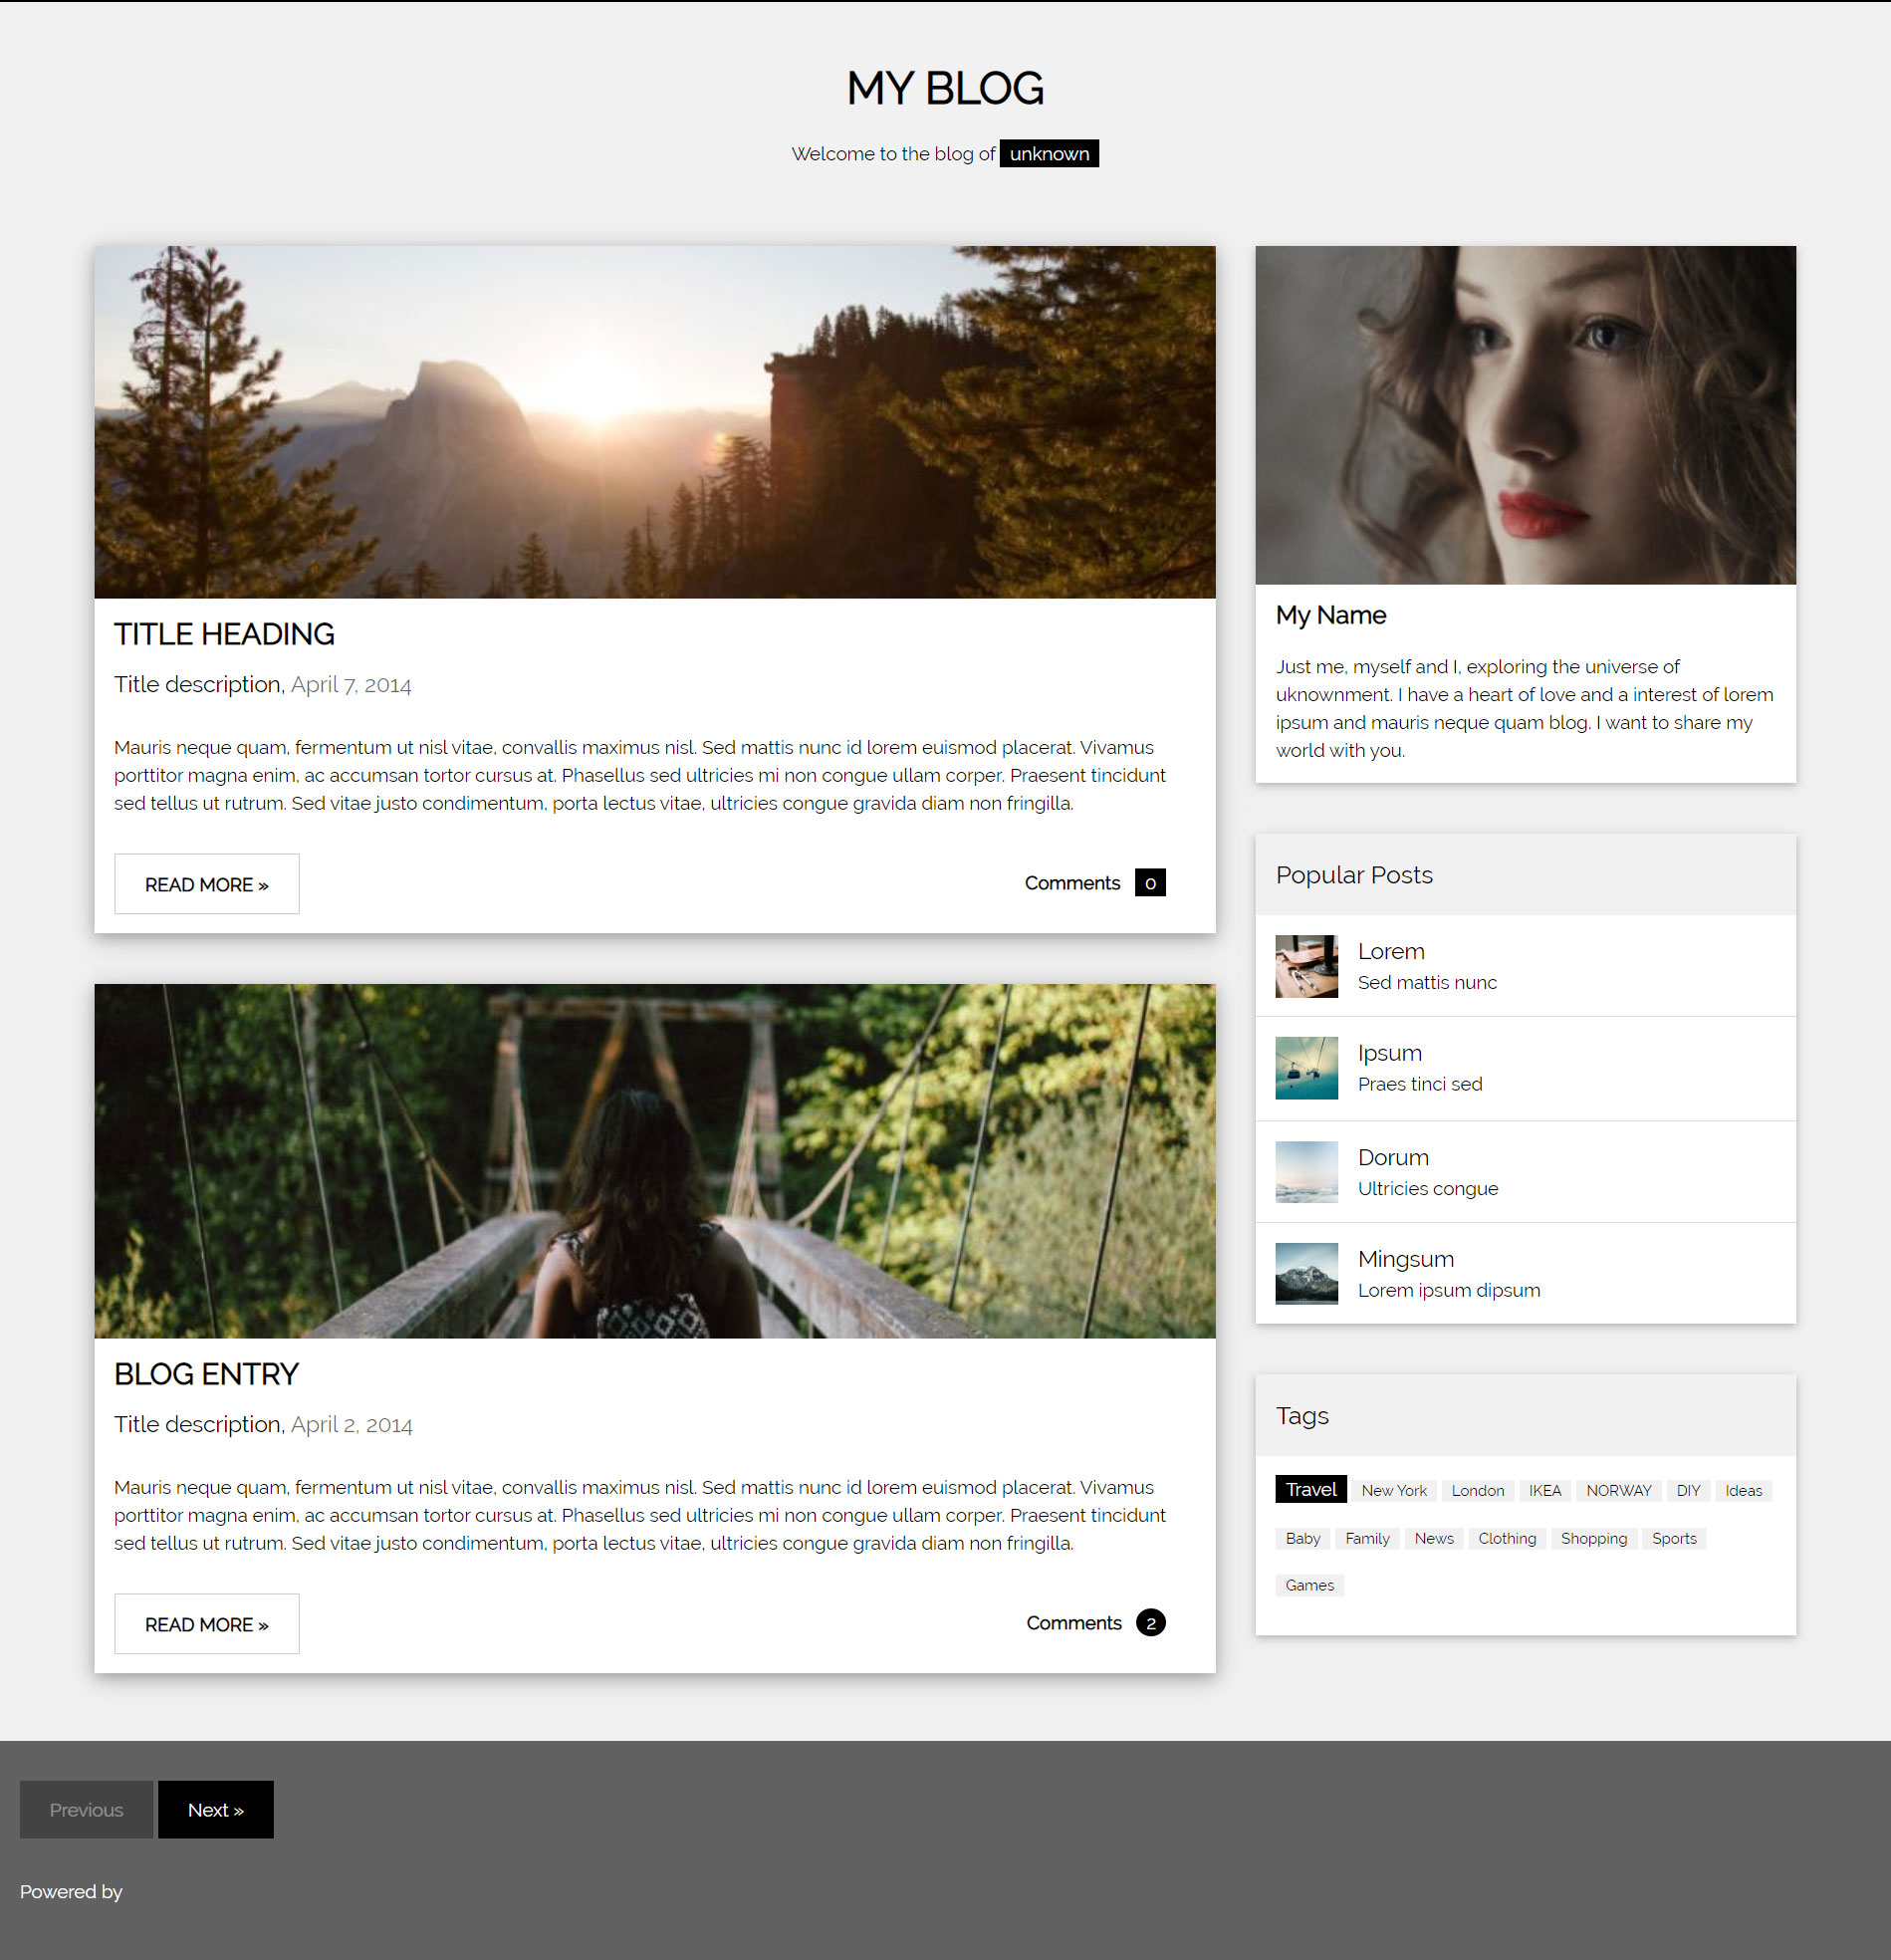 MY BLOG
Welcome to the blog of unknown
TITLE HEADING
Title description, April 7, 2014
Mauris neque quam, fermentum ut nisl vitae, convallis maximus nisl. Sed mattis nunc id lorem euismod placerat. Vivamus
porttitor magna enim, ac accumsan tortor cursus at. Phasellus sed ultricies mi non congue ullam corper. Praesent tincidunt
sed tellus ut rutrum. Sed vitae justo condimentum, porta lectus vitae, ultricies congue gravida diam non fringilla.
READ MORE »
Comments 0
BLOG ENTRY
Title description, April 2, 2014
Mauris neque quam, fermentum ut nisl vitae, convallis maximus nisl. Sed mattis nunc id lorem euismod placerat. Vivamus
porttitor magna enim, ac accumsan tortor cursus at. Phasellus sed ultricies mi non congue ullam corper. Praesent tincidunt
sed tellus ut rutrum. Sed vitae justo condimentum, porta lectus vitae, ultricies congue gravida diam non fringilla.
READ MORE »
Comments 2
My Name
Just me, myself and I, exploring the universe of
uknownment. I have a heart of love and a interest of lorem
ipsum and mauris neque quam blog. I want to share my
world with you.
Popular Posts
Lorem
Sed mattis nunc
Ipsum
Praes tinci sed
Dorum
Ultricies congue
Mingsum
Lorem ipsum dipsum
Tags
Travel New York London IKEA NORWAY DIY Ideas
Baby Family News Clothing Shopping Sports
Games
Previous Next »
Powered by